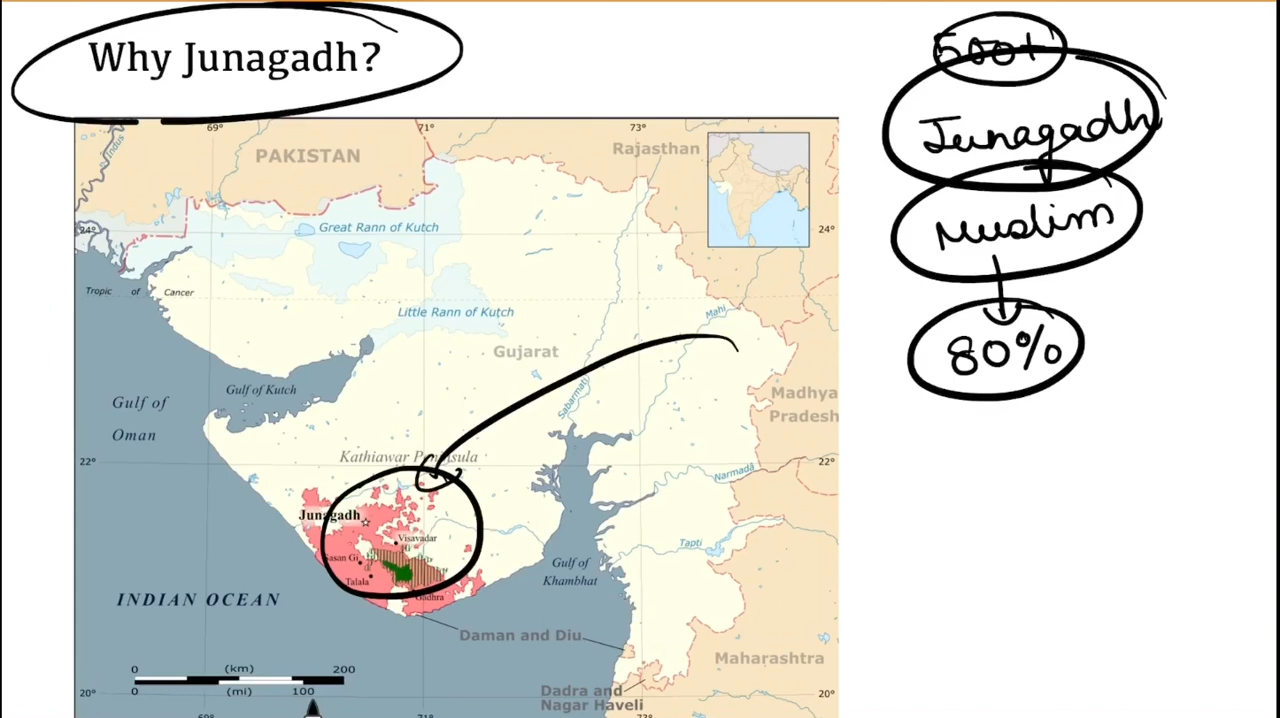 Why Junagadh?
500+
Junagadh
Muslim
80%
69° 71° 73°
Indus
PAKISTAN
Rajasthan
24° 24°
Great Rann of Kutch
Tropic of Cancer
Little Rann of Kutch
Mahi
Gujarat
Gulf of Kutch
Sabarmati
Gulf of
Oman
Madhya
Pradesh
22° 22°
Kathiawar Peninsula
Narmada
Junagadh
Visavadar
Sasan Gi
Talala
Tapti
Gulf of
Khambhat
INDIAN OCEAN
Daman and Diu
Maharashtra
0 (km) 200
0 (mi) 100
20° 20°
Dadra and
Nagar Haveli